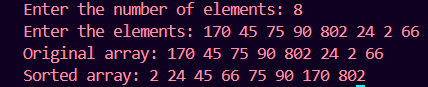 Enter the number of elements: 8
Enter the elements: 170 45 75 90 802 24 2 66
Original array: 170 45 75 90 802 24 2 66
Sorted array: 2 24 45 66 75 90 170 802